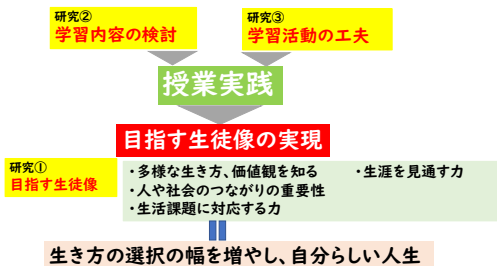 研究②
学習内容の検討
研究③
学習活動の工夫
授業実践
目指す生徒像の実現
研究①
目指す生徒像
・多様な生き方、価値観を知る ・生涯を見通す力
・人や社会のつながりの重要性
・生活課題に対応する力
生き方の選択の幅を増やし、自分らしい人生